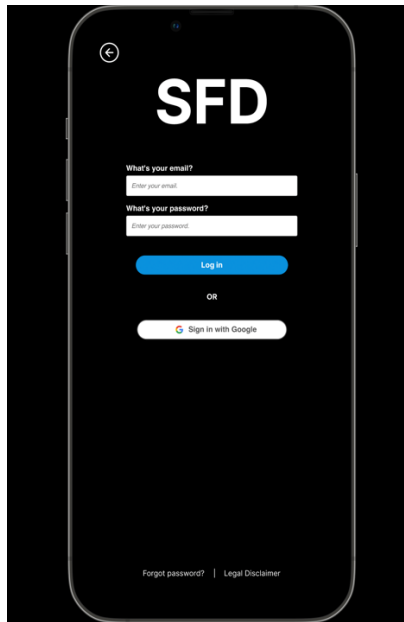 SFD
What's your email?
Enter your email.
What's your password?
Enter your password.
Log in
OR
Sign in with Google
Forgot password? | Legal Disclaimer